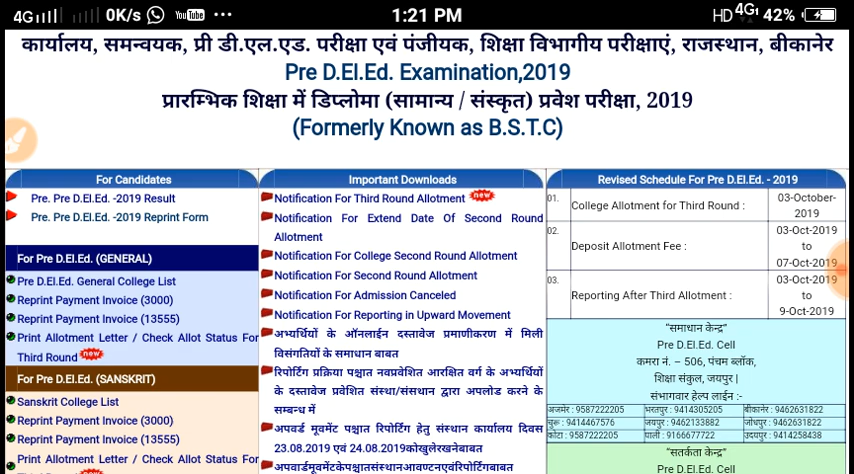 4G 0K/s YouTube ... 1:21 PM HD 4G 42%
कार्यालय, समन्वयक, प्री डी.एल.एड. परीक्षा एवं पंजीयक, शिक्षा विभागीय परीक्षाएं, राजस्थान, बीकानेर
Pre D.El.Ed. Examination,2019
प्रारम्भिक शिक्षा में डिप्लोमा (सामान्य / संस्कृत) प्रवेश परीक्षा, 2019
(Formerly Known as B.S.T.C)
For Candidates
Pre. Pre D.El.Ed. -2019 Result
Pre. Pre D.El.Ed. -2019 Reprint Form
For Pre D.El.Ed. (GENERAL)
Pre D.El.Ed. General College List
Reprint Payment Invoice (3000)
Reprint Payment Invoice (13555)
Print Allotment Letter / Check Allot Status For
Third Round new
For Pre D.El.Ed. (SANSKRIT)
Sanskrit College List
Reprint Payment Invoice (3000)
Reprint Payment Invoice (13555)
Print Allotment Letter / Check Allot Status For
Important Downloads
Notification For Third Round Allotment new
Notification For Extend Date Of Second Round
Allotment
Notification For College Second Round Allotment
Notification For Second Round Allotment
Notification For Admission Canceled
Notification For Reporting in Upward Movement
अभ्यर्थियों के ऑनलाईन दस्तावेज प्रमाणीकरण में मिली
विसंगतियों के समाधान बाबत
रिपोर्टिंग प्रक्रिया पश्चात नवप्रवेशित आरक्षित वर्ग के अभ्यर्थियों
के दस्तावेज प्रवेशित संस्था/संसथान द्वारा अपलोड करने के
सम्बन्ध में
अपवर्ड मूवमेंट पश्चात रिपोर्टिंग हेतु संस्थान कार्यालय दिवस
23.08.2019 एवं 24.08.2019कोखुलेरखनेबाबत
अपवार्डमूवमेंटकेपश्चातसंस्थानआवण्टनएवंरिपोर्टिंगबाबत
Revised Schedule For Pre D.El.Ed. - 2019
01. College Allotment for Third Round : 03-October-
2019
02. Deposit Allotment Fee : 03-Oct-2019
to
07-Oct-2019
03. Reporting After Third Allotment : 03-Oct-2019
to
9-Oct-2019
"समाधान केन्द्र"
Pre D.El.Ed. Cell
कमरा नं. – 506, पंचम ब्लॉक,
शिक्षा संकुल, जयपुर |
संभागवार हेल्प लाईन :-
अजमेर : 9587222205 भरतपुर : 9414305205 बीकानेर : 9462631822
चुरू : 9414467576 जयपुर : 9462133882 जोधपुर : 9462631822
कोटा : 9587222205 पाली : 9166677722 उदयपुर : 9414258438
"सतर्कता केन्द्र"
Pre D.El.Ed. Cell